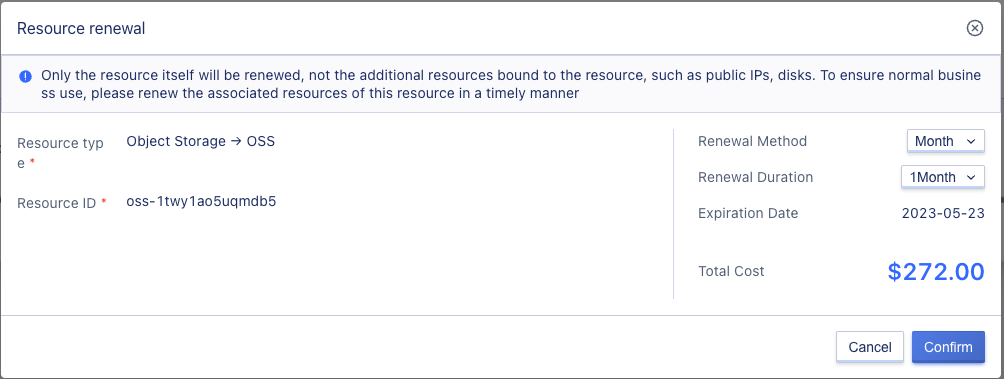 Resource renewal
Only the resource itself will be renewed, not the additional resources bound to the resource, such as public IPs, disks. To ensure normal busine
ss use, please renew the associated resources of this resource in a timely manner
Resource typ
e *
Object Storage → OSS
Resource ID *
oss-1twy1ao5uqmdb5
Renewal Method
Month
Renewal Duration
1Month
Expiration Date
2023-05-23
Total Cost
$272.00
Cancel
Confirm